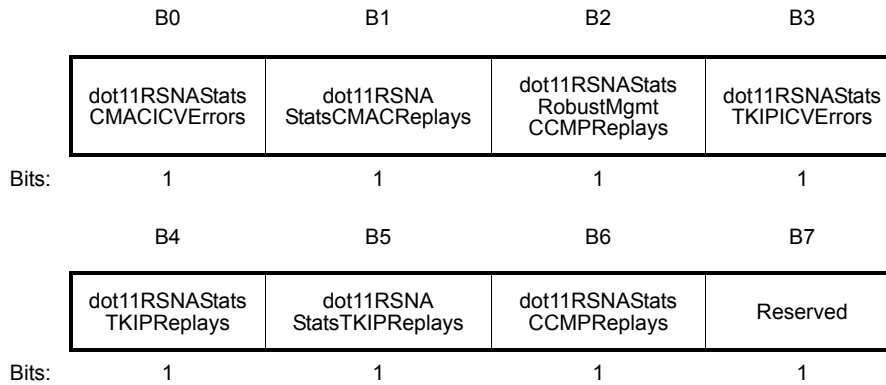 B0 B1 B2 B3
dot11RSNAStats dot11RSNA dot11RSNAStats dot11RSNAStats
CMACICVErrors StatsCMACReplays RobustMgmt TKIPICVErrors
CCMPReplays
Bits: 1 1 1 1
B4 B5 B6 B7
dot11RSNAStats dot11RSNA dot11RSNAStats Reserved
TKIPReplays StatsTKIPReplays CCMPReplays
Bits: 1 1 1 1